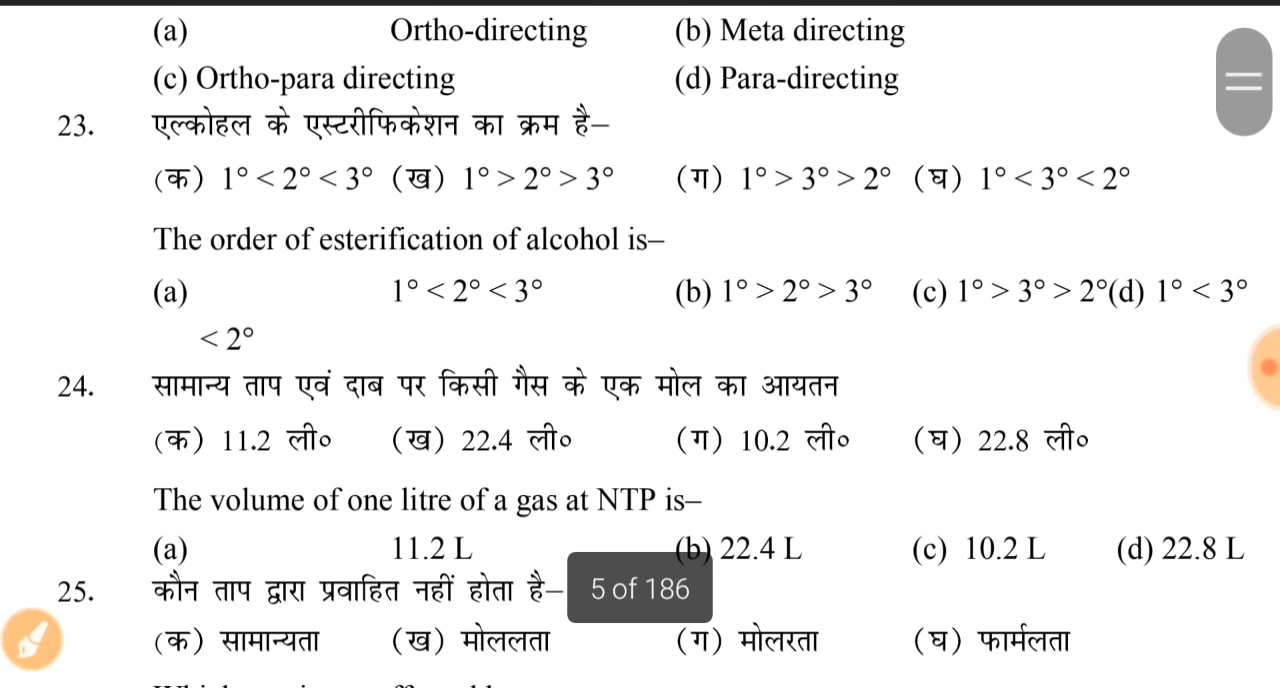 (a) Ortho-directing (b) Meta directing
(c) Ortho-para directing (d) Para-directing
23. एल्कोहल के एस्टरीफिकेशन का क्रम है–
(क) 1° < 2° < 3° (ख) 1° > 2° > 3° (ग) 1° > 3° > 2° (घ) 1° < 3° < 2°
The order of esterification of alcohol is–
(a) 1° < 2° < 3° (b) 1° > 2° > 3° (c) 1° > 3° > 2°(d) 1° < 3°
< 2°
24. सामान्य ताप एवं दाब पर किसी गैस के एक मोल का आयतन
(क) 11.2 ली० (ख) 22.4 ली० (ग) 10.2 ली० (घ) 22.8 ली०
The volume of one litre of a gas at NTP is–
(a) 11.2 L (b) 22.4 L (c) 10.2 L (d) 22.8 L
25. कौन ताप द्वारा प्रवाहित नहीं होता है–
5 of 186
(क) सामान्यता (ख) मोललता (ग) मोलरता (घ) फार्मलता